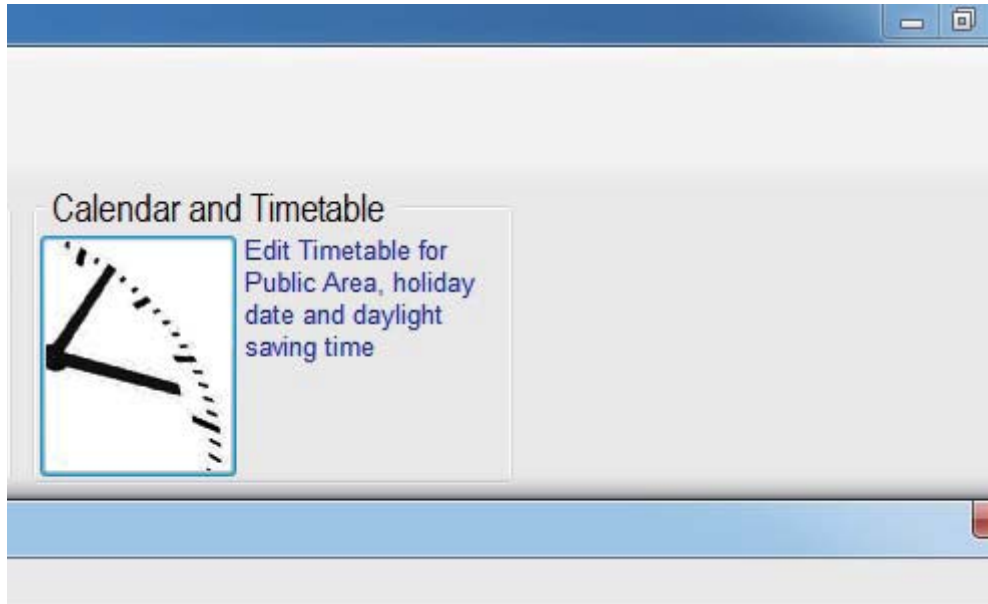 Calendar and Timetable
Edit Timetable for
Public Area, holiday
date and daylight
saving time